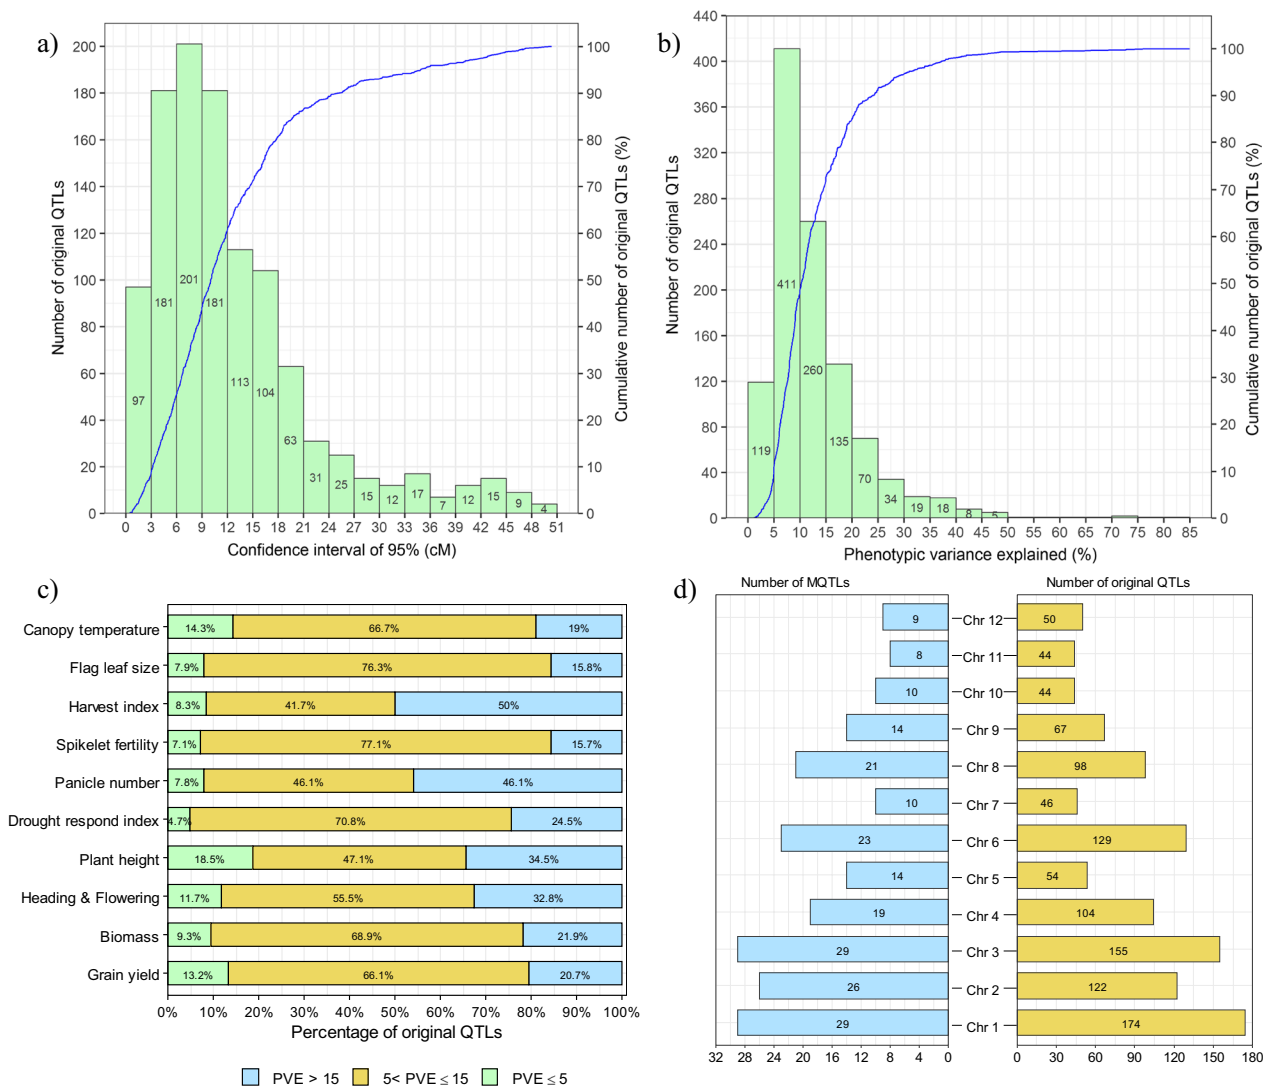 a)
Number of original QTLs
200
180
160
140
120
100
80
60
40
20
0
97
181
201
181
113
104
63
31
25
15
12
17
7
12
15
9
4
100
90
80
70
60
50
40
30
20
10
0
Cumulative number of original QTLs (%)
0 3 6 9 12 15 18 21 24 27 30 33 36 39 42 45 48 51
Confidence interval of 95% (cM)
b)
Number of original QTLs
440
400
360
320
280
240
200
160
120
80
40
0
119
411
260
135
70
34
19
18
8
5
100
90
80
70
60
50
40
30
20
10
0
Cumulative number of original QTLs (%)
0 5 10 15 20 25 30 35 40 45 50 55 60 65 70 75 80 85
Phenotypic variance explained (%)
c)
Canopy temperature 14.3% 66.7% 19%
Flag leaf size 7.9% 76.3% 15.8%
Harvest index 8.3% 41.7% 50%
Spikelet fertility 7.1% 77.1% 15.7%
Panicle number 7.8% 46.1% 46.1%
Drought respond index 4.7% 70.8% 24.5%
Plant height 18.5% 47.1% 34.5%
Heading & Flowering 11.7% 55.5% 32.8%
Biomass 9.3% 68.9% 21.9%
Grain yield 13.2% 66.1% 20.7%
0% 10% 20% 30% 40% 50% 60% 70% 80% 90% 100%
Percentage of original QTLs
PVE > 15 5< PVE ≤ 15 PVE ≤ 5
d)
Number of MQTLs Number of original QTLs
9 Chr 12 50
8 Chr 11 44
10 Chr 10 44
14 Chr 9 67
21 Chr 8 98
10 Chr 7 46
23 Chr 6 129
14 Chr 5 54
19 Chr 4 104
29 Chr 3 155
26 Chr 2 122
29 Chr 1 174
32 28 24 20 16 12 8 4 0 0 30 60 90 120 150 180